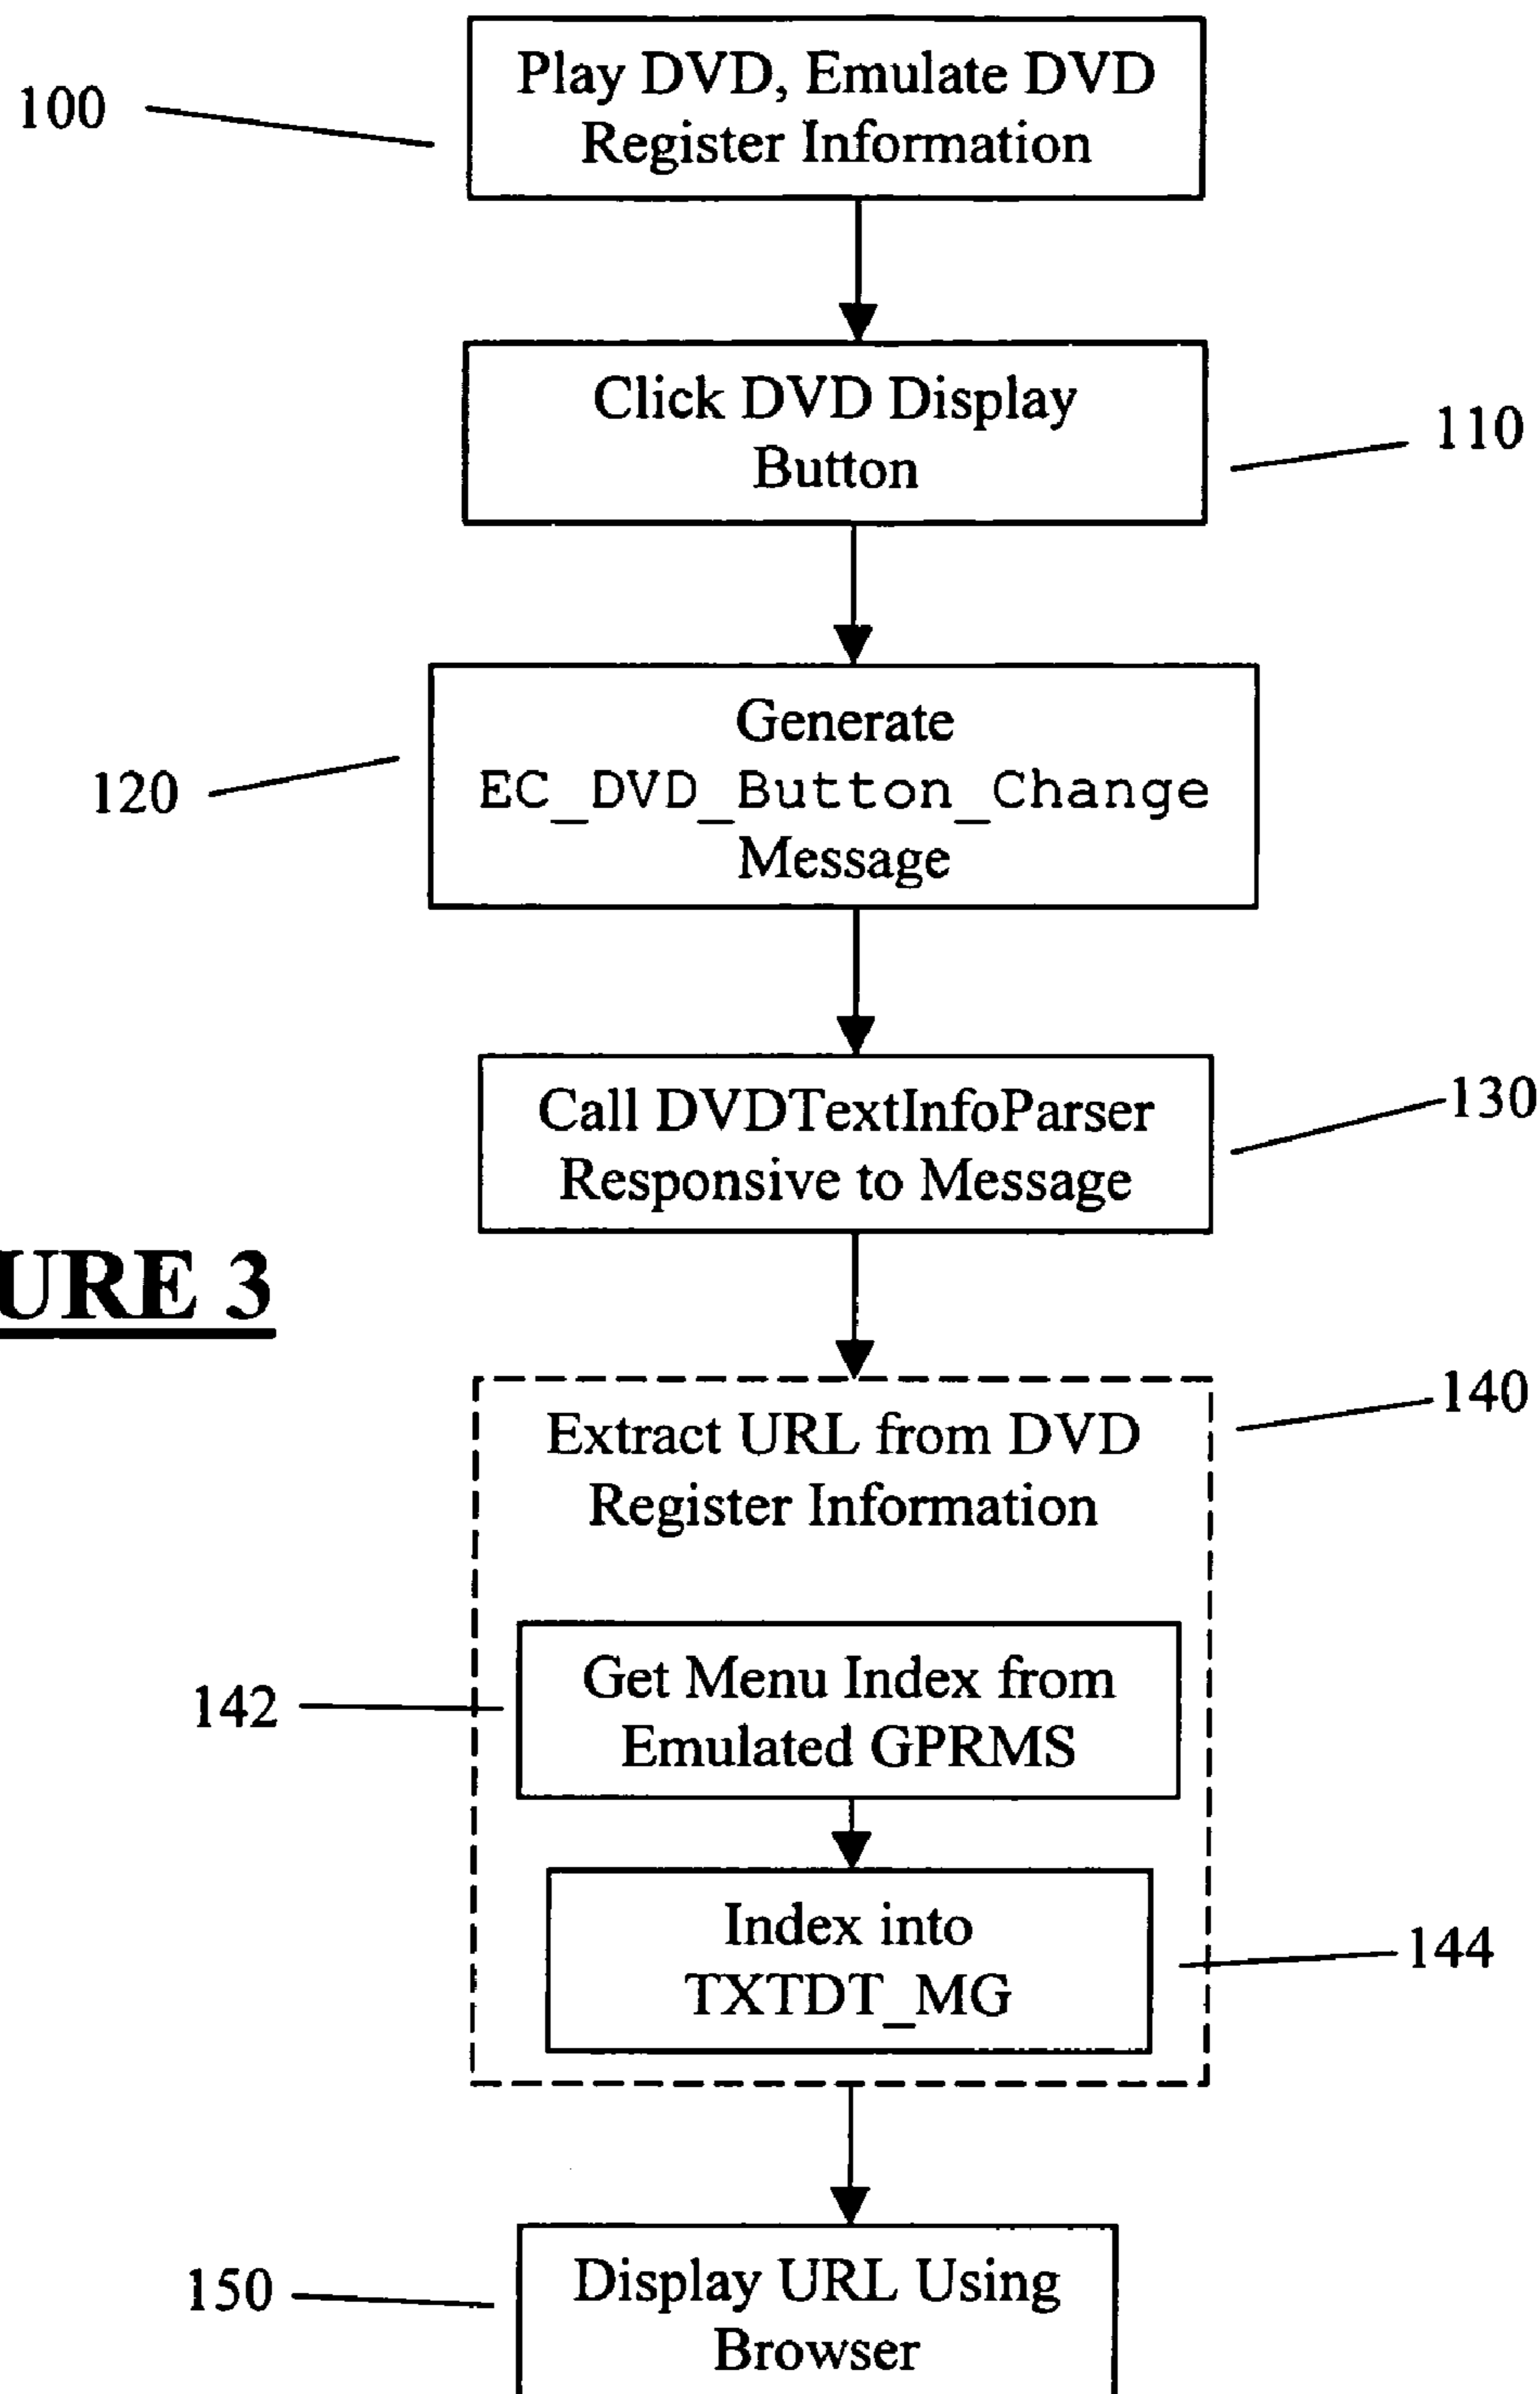 100
Play DVD, Emulate DVD
Register Information
Click DVD Display
Button
110
Generate
EC_DVD_Button_Change
Message
120
Call DVDTextInfoParser
Responsive to Message
130
URE 3
Extract URL from DVD
Register Information
140
Get Menu Index from
Emulated GPRMS
142
Index into
TXTDT_MG
144
150
Display URL Using
Browser